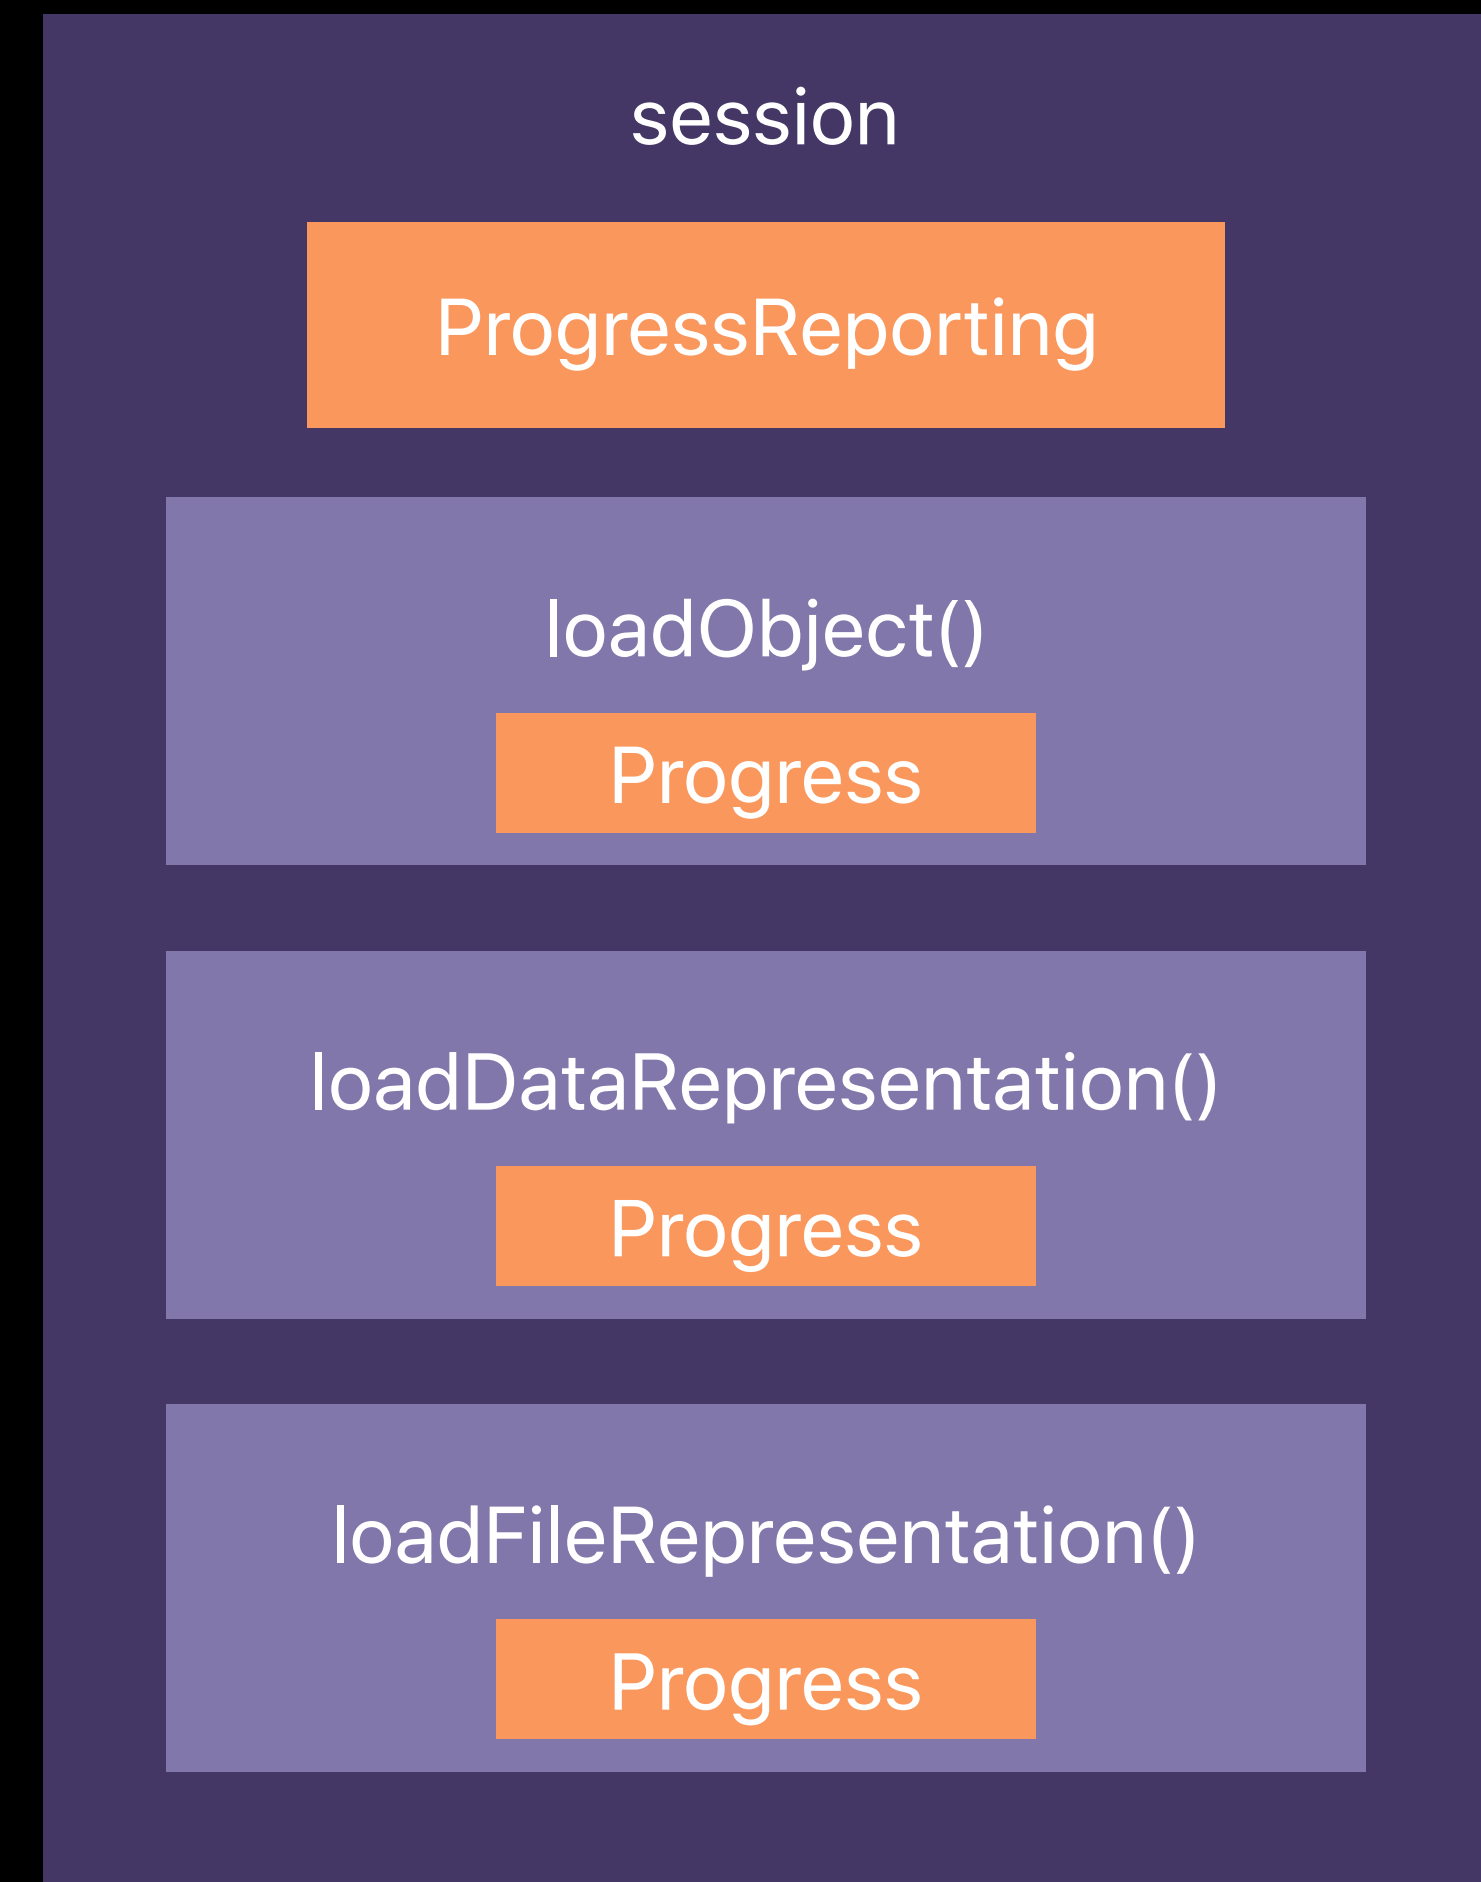 session
ProgressReporting
loadObject()
Progress
loadDataRepresentation()
Progress
loadFileRepresentation()
Progress